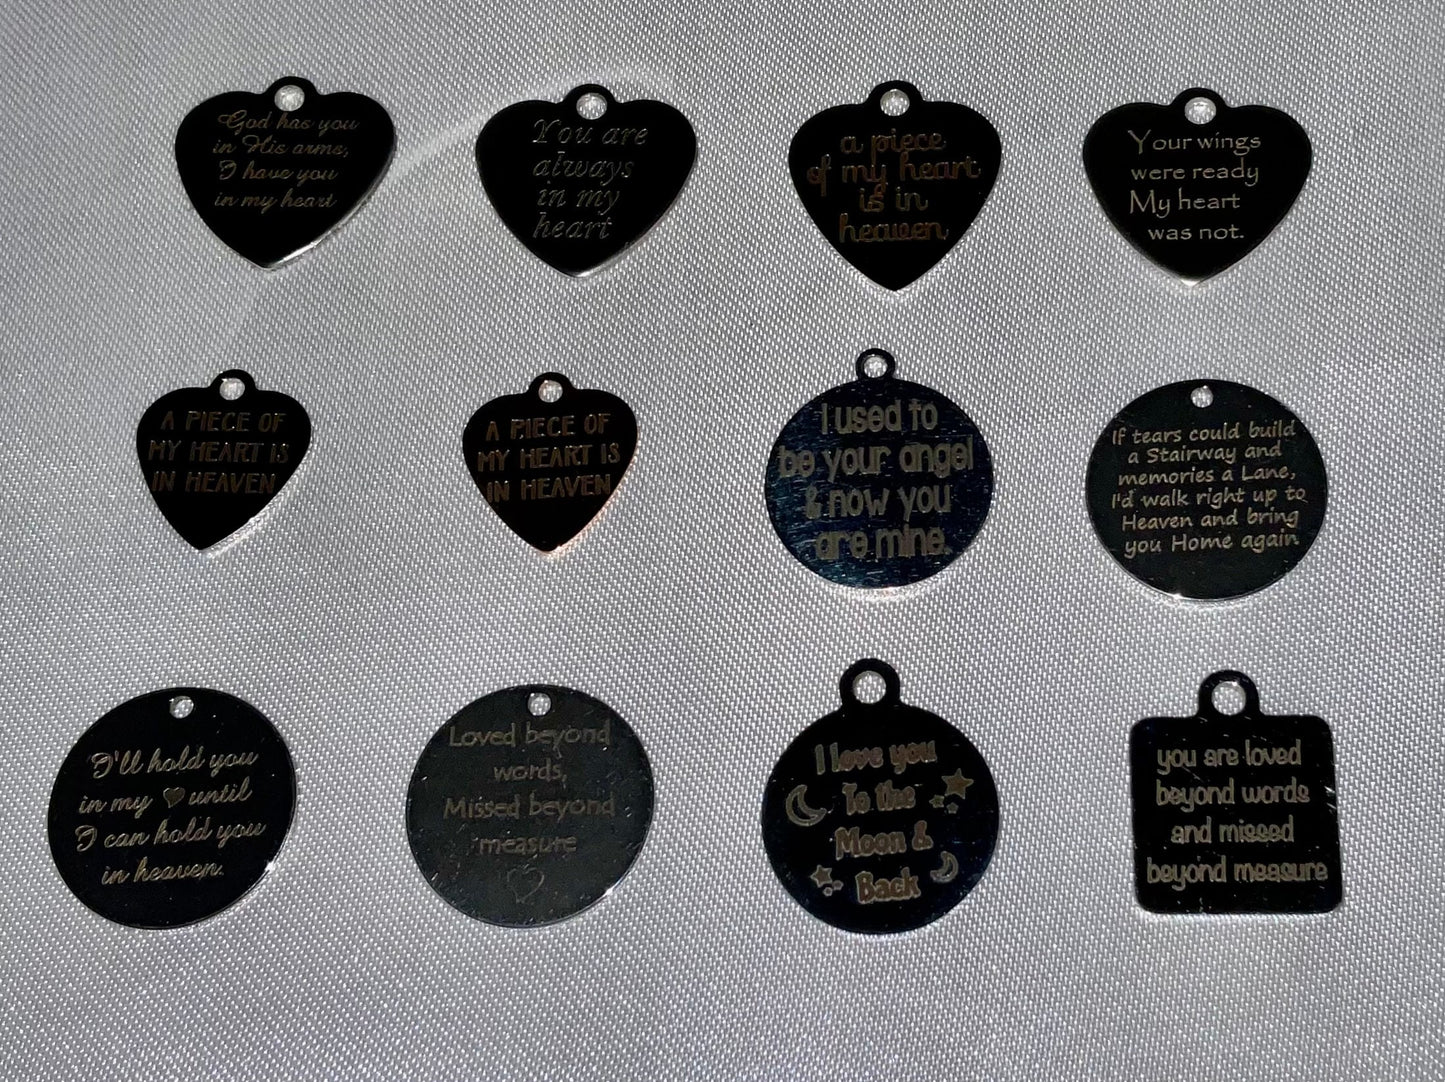 God has you
in His arms,
I have you
in my heart
You are
always
in my
heart
a piece
of my heart
is in
heaven
Your wings
were ready
My heart
was not.
A PIECE OF
MY HEART IS
IN HEAVEN
A PIECE OF
MY HEART IS
IN HEAVEN
I used to
be your angel
& now you
are mine.
If tears could build
a Stairway and
memories a Lane,
I'd walk right up to
Heaven and bring
you Home again
I'll hold you
in my ♥ until
I can hold you
in heaven.
Loved beyond
words,
Missed beyond
measure
I love you
To the
Moon &
Back
you are loved
beyond words
and missed
beyond measure